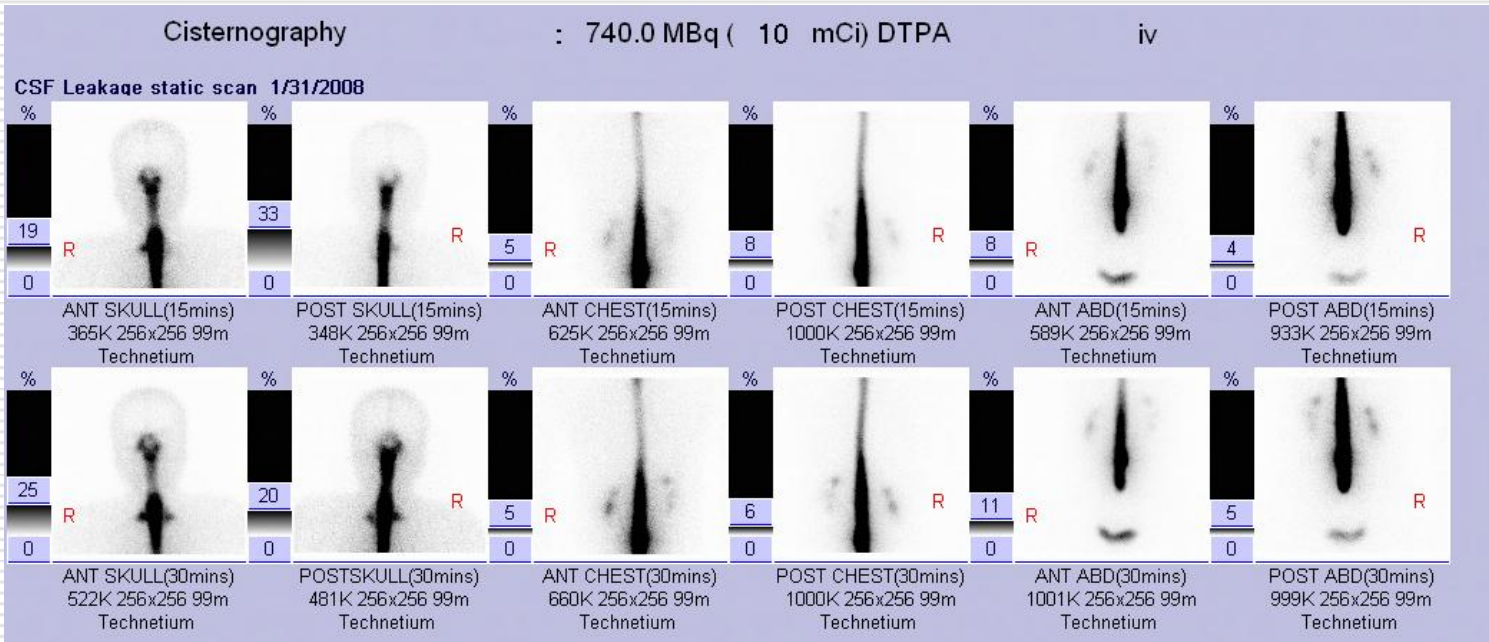 Cisternography : 740.0 MBq ( 10 mCi) DTPA iv
CSF Leakage static scan 1/31/2008
% % % % % %
19 33 5 8 8 4
R R R R R R
0 0 0 0 0 0
ANT SKULL(15mins) POST SKULL(15mins) ANT CHEST(15mins) POST CHEST(15mins) ANT ABD(15mins) POST ABD(15mins)
365K 256x256 99m 348K 256x256 99m 625K 256x256 99m 1000K 256x256 99m 589K 256x256 99m 933K 256x256 99m
Technetium Technetium Technetium Technetium Technetium Technetium
% % % % % %
25 20 5 6 11 5
R R R R R R
0 0 0 0 0 0
ANT SKULL(30mins) POSTSKULL(30mins) ANT CHEST(30mins) POST CHEST(30mins) ANT ABD(30mins) POST ABD(30mins)
522K 256x256 99m 481K 256x256 99m 660K 256x256 99m 1000K 256x256 99m 1001K 256x256 99m 999K 256x256 99m
Technetium Technetium Technetium Technetium Technetium Technetium